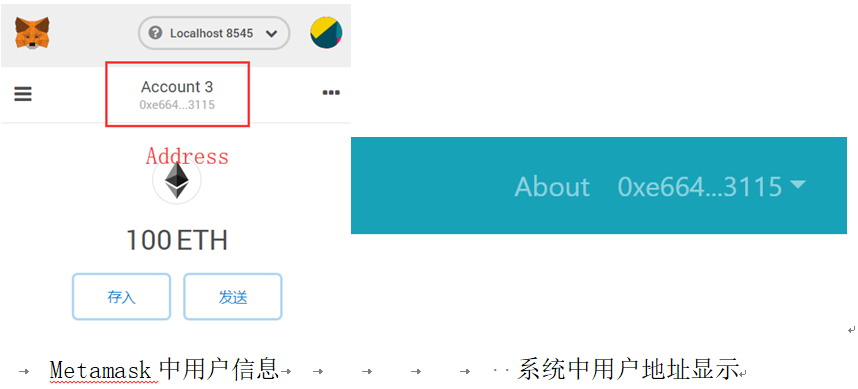 Localhost 8545
Account 3
0xe664...3115
Address
100 ETH
存入
发送
About 0xe664...3115
Metamask 中用户信息 系统中用户地址显示